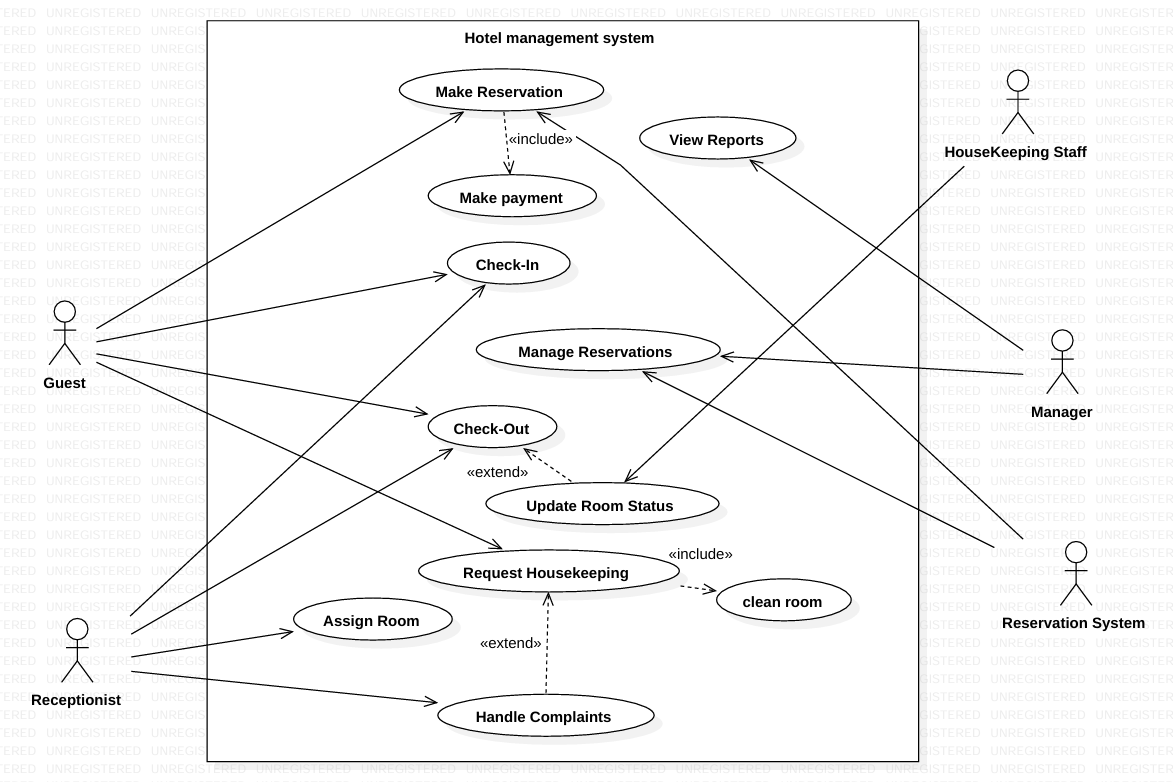 Hotel management system
Make Reservation
«include»
View Reports
HouseKeeping Staff
Make payment
Check-In
Manage Reservations
Guest
Manager
Check-Out
«extend»
Update Room Status
«include»
Request Housekeeping
clean room
Assign Room
Reservation System
«extend»
Receptionist
Handle Complaints
UNREGISTERED